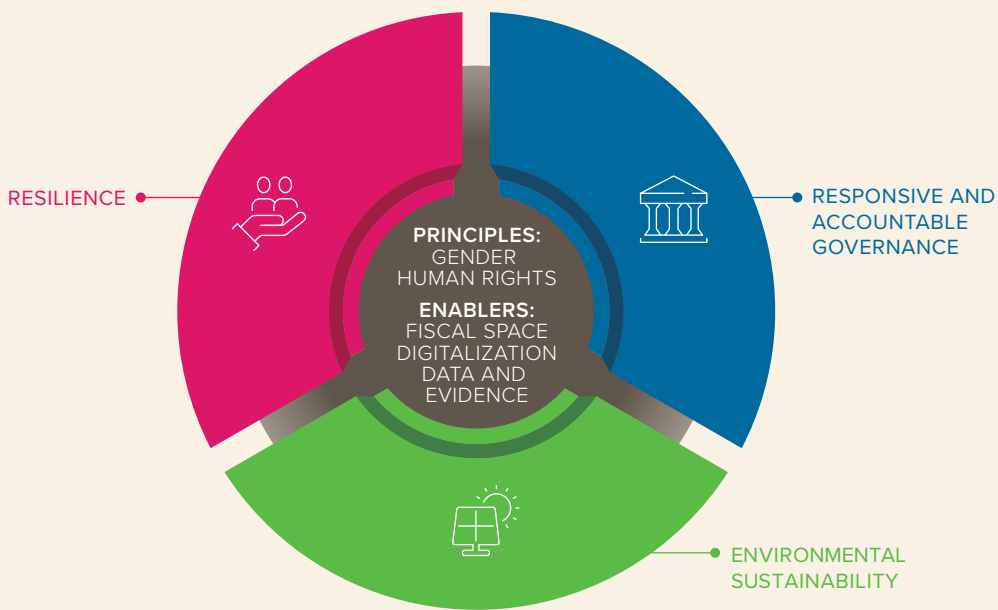 RESILIENCE
RESPONSIVE AND
ACCOUNTABLE
GOVERNANCE
PRINCIPLES:
GENDER
HUMAN RIGHTS
ENABLERS:
FISCAL SPACE
DIGITALIZATION
DATA AND
EVIDENCE
ENVIRONMENTAL
SUSTAINABILITY